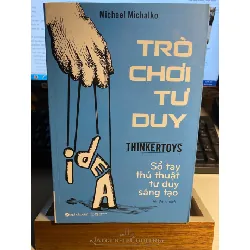 Michael Michalko
TRÒ
CHƠI
TƯ
DUY
THINKERTOYS
idEA
Sổ tay
thủ thuật
tư duy
sáng tạo